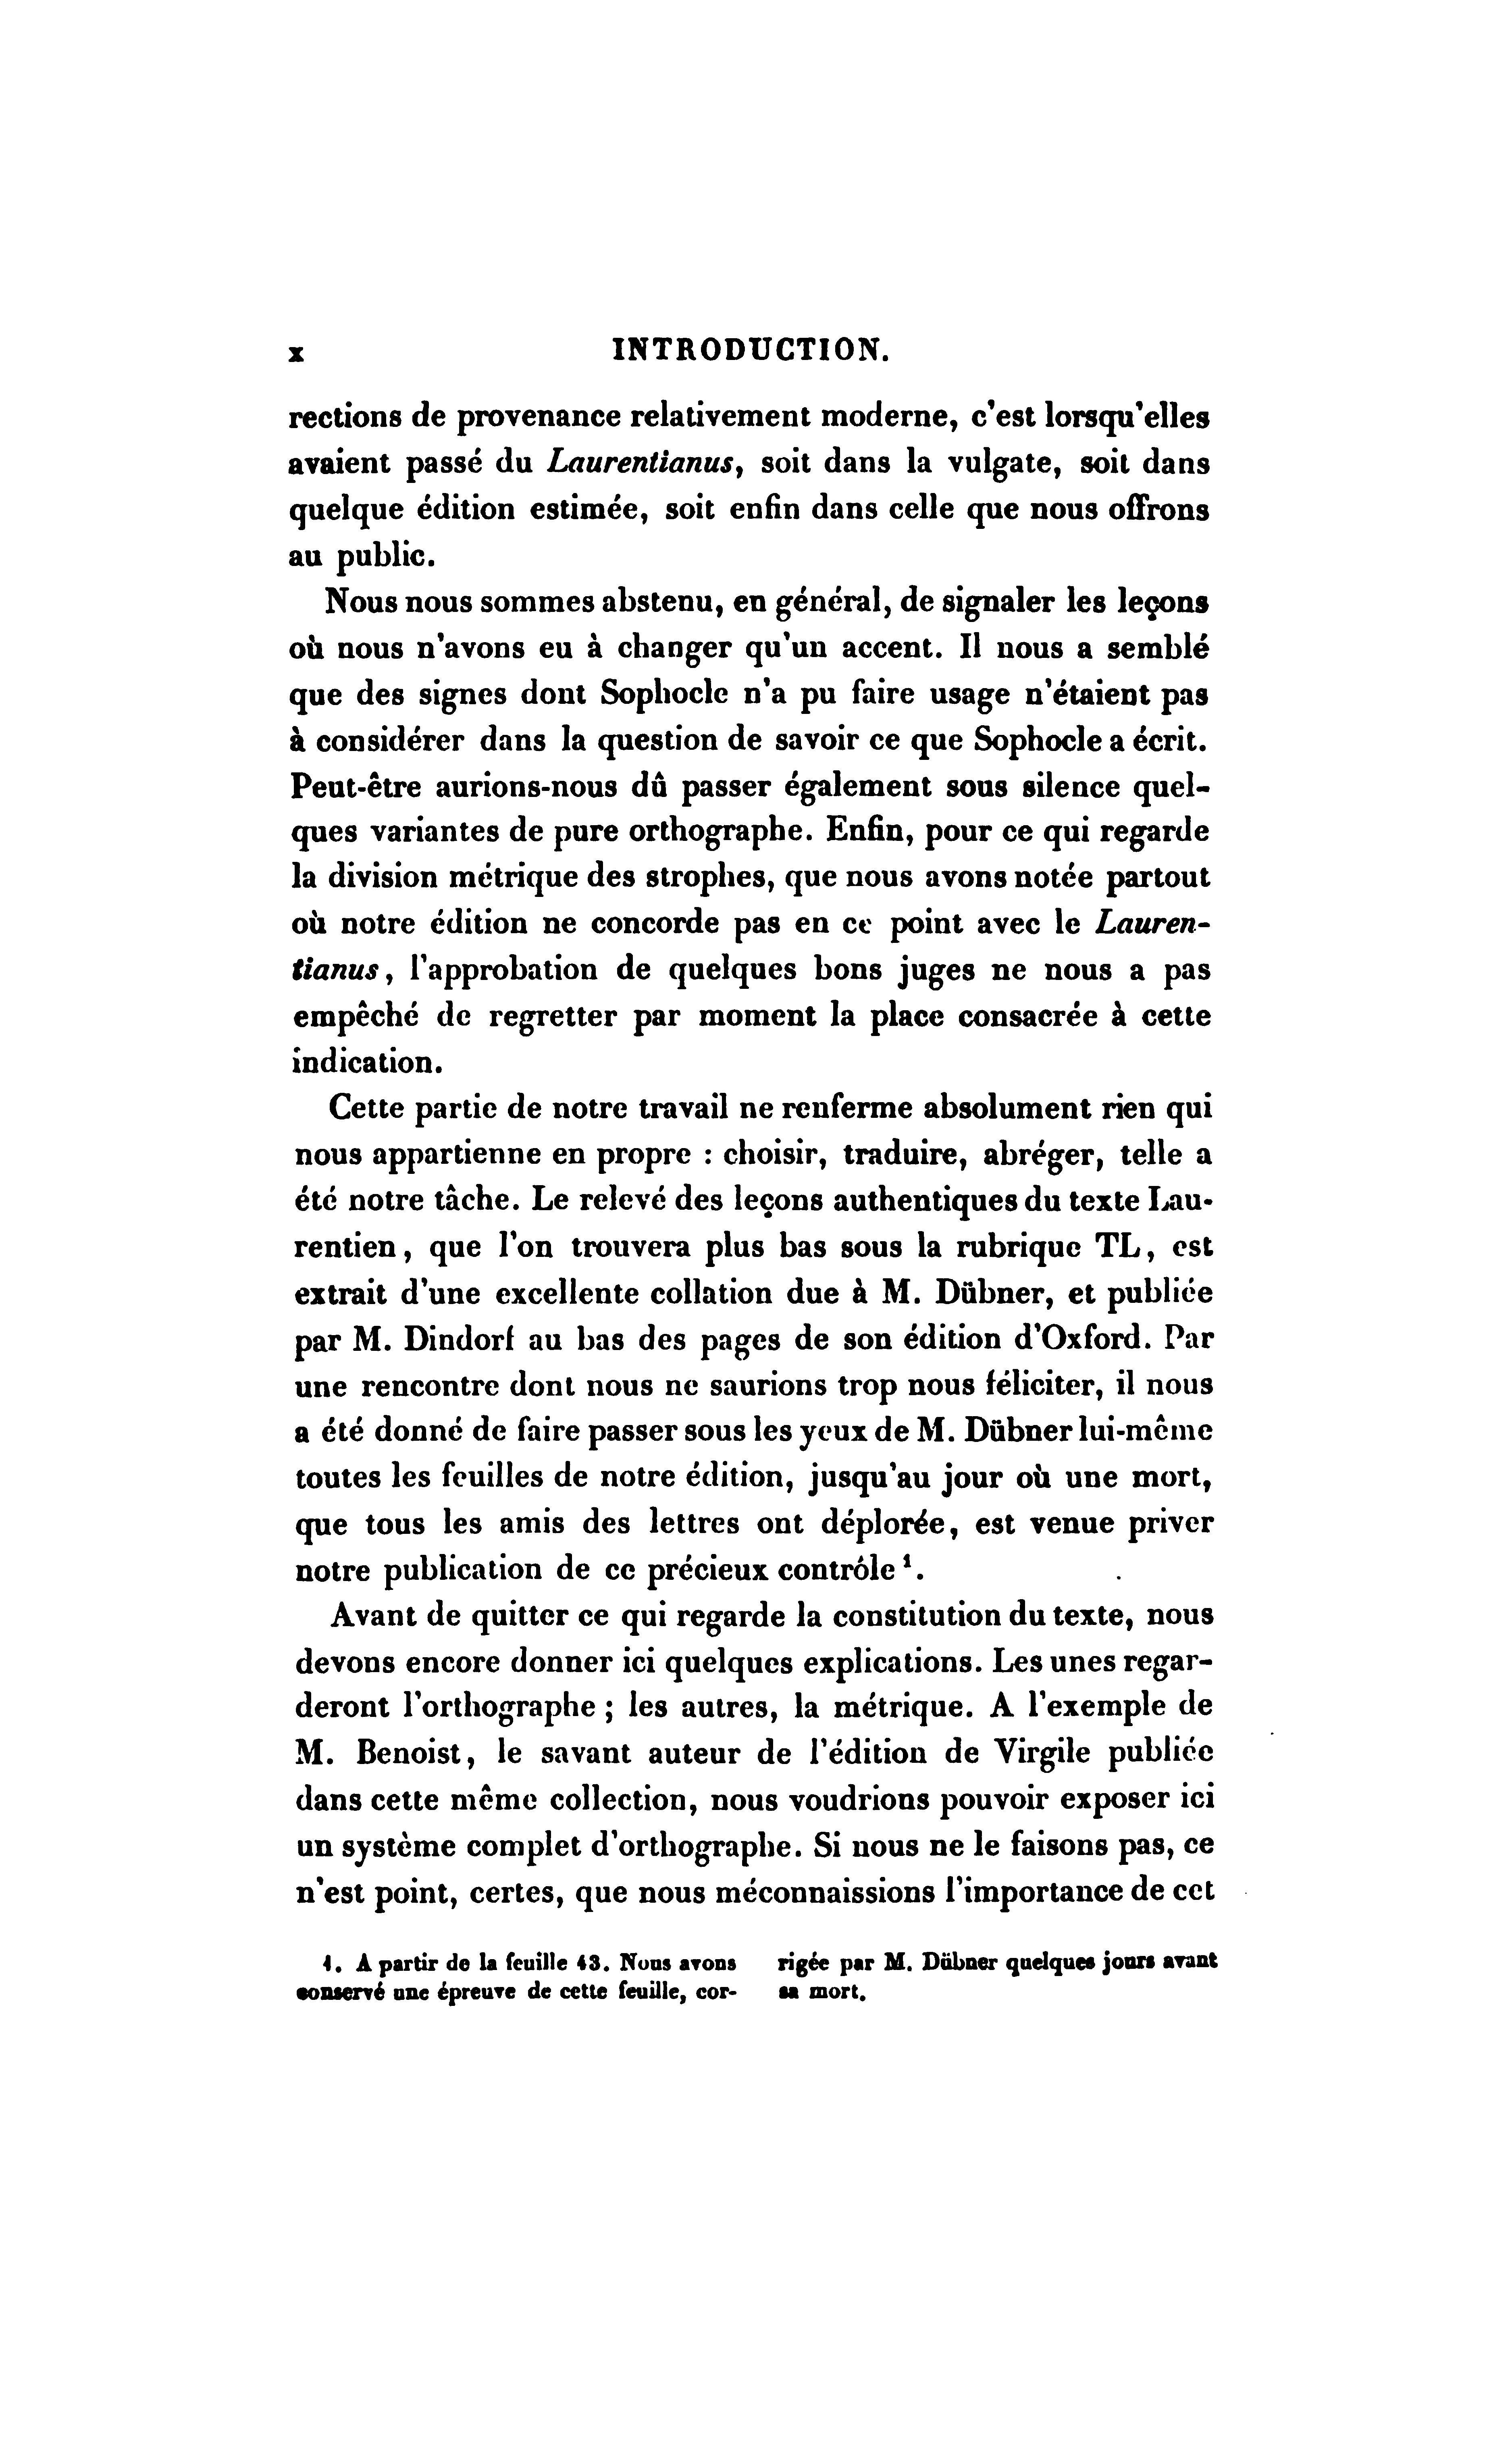 x INTRODUCTION.
rections de provenance relativement moderne, c'est lorsqu'elles
avaient passé du Laurentianus, soit dans la vulgate, soit dans
quelque édition estimée, soit enfin dans celle que nous offrons
au public.
Nous nous sommes abstenu, en général, de signaler les leçons
où nous n'avons eu à changer qu'un accent. Il nous a semblé
que des signes dont Sophocle n'a pu faire usage n'étaient pas
à considérer dans la question de savoir ce que Sophocle a écrit.
Peut-être aurions-nous dû passer également sous silence quel-
ques variantes de pure orthographe. Enfin, pour ce qui regarde
la division métrique des strophes, que nous avons notée partout
où notre édition ne concorde pas en ce point avec le Lauren-
tianus, l'approbation de quelques bons juges ne nous a pas
empêché de regretter par moment la place consacrée à cette
indication.
Cette partie de notre travail ne renferme absolument rien qui
nous appartienne en propre : choisir, traduire, abréger, telle a
été notre tâche. Le relevé des leçons authentiques du texte Lau-
rentien, que l'on trouvera plus bas sous la rubrique TL, est
extrait d'une excellente collation due à M. Dübner, et publiée
par M. Dindorf au bas des pages de son édition d'Oxford. Par
une rencontre dont nous ne saurions trop nous féliciter, il nous
a été donné de faire passer sous les yeux de M. Dübner lui-même
toutes les feuilles de notre édition, jusqu'au jour où une mort,
que tous les amis des lettres ont déplorée, est venue priver
notre publication de ce précieux contrôle¹.
Avant de quitter ce qui regarde la constitution du texte, nous
devons encore donner ici quelques explications. Les unes regar-
deront l'orthographe ; les autres, la métrique. A l'exemple de
M. Benoist, le savant auteur de l'édition de Virgile publiée
dans cette même collection, nous voudrions pouvoir exposer ici
un système complet d'orthographe. Si nous ne le faisons pas, ce
n'est point, certes, que nous méconnaissions l'importance de cet
1. A partir de la feuille 43. Nous avons
conservé une épreuve de cette feuille, cor-
rigée par M. Dübner quelques jours avant
sa mort.